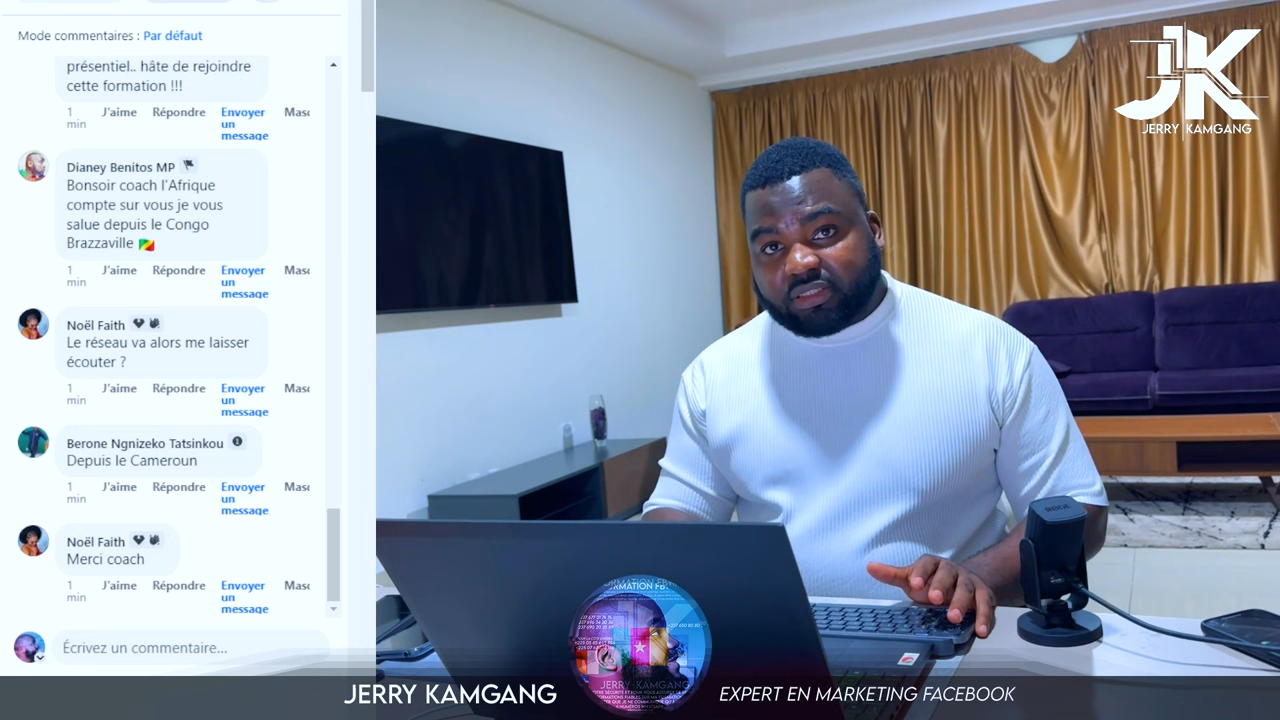 Mode commentaires : Par défaut
présentiel.. hâte de rejoindre
cette formation !!!
1 min J'aime Répondre Envoyer un message
Dianey Benitos MP
Bonsoir coach l'Afrique
compte sur vous je vous
salue depuis le Congo
Brazzaville 🇨🇬
1 min J'aime Répondre Envoyer un message
Noël Faith
Le réseau va alors me laisser
écouter ?
1 min J'aime Répondre Envoyer un message
Berone Ngnizeko Tatsinkou
Depuis le Cameroun
1 min J'aime Répondre Envoyer un message
Noël Faith
Merci coach
1 min J'aime Répondre Envoyer un message
Écrivez un commentaire...
JK
JERRY KAMGANG
RØDE
JERRY KAMGANG
JERRY KAMGANG
EXPERT EN MARKETING FACEBOOK